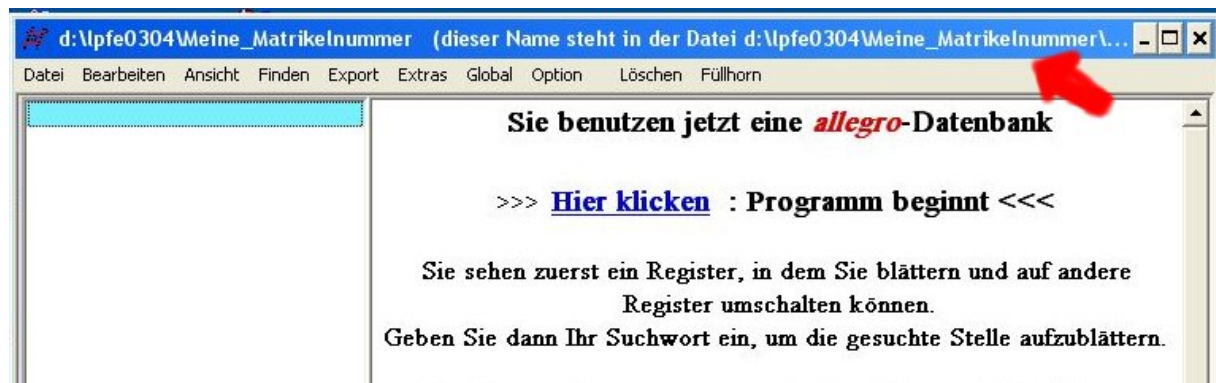 d:\lpfe0304\Meine_Matrikelnummer (dieser Name steht in der Datei d:\lpfe0304\Meine_Matrikelnummer\...
Datei Bearbeiten Ansicht Finden Export Extras Global Option Löschen Füllhorn
Sie benutzen jetzt eine allegro-Datenbank
>>> Hier klicken : Programm beginnt <<<
Sie sehen zuerst ein Register, in dem Sie blättern und auf andere
Register umschalten können.
Geben Sie dann Ihr Suchwort ein, um die gesuchte Stelle aufzublättern.